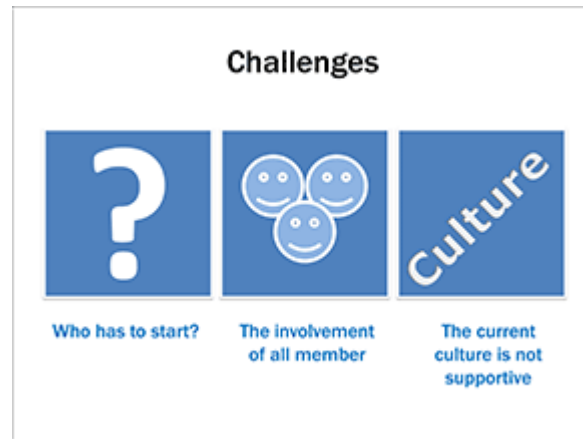 Challenges
?
Culture
Who has to start?
The involvement
of all member
The current
culture is not
supportive